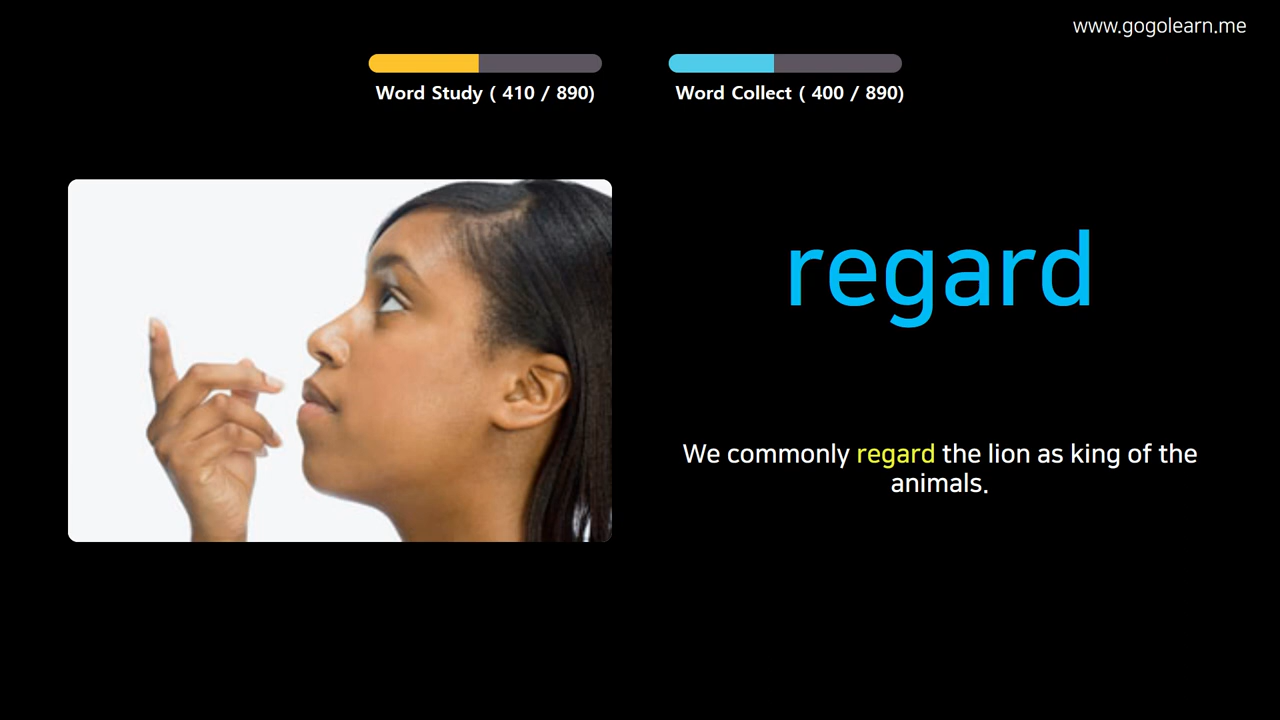 www.gogolearn.me
Word Study ( 410 / 890)
Word Collect ( 400 / 890)
regard
We commonly regard the lion as king of the
animals.